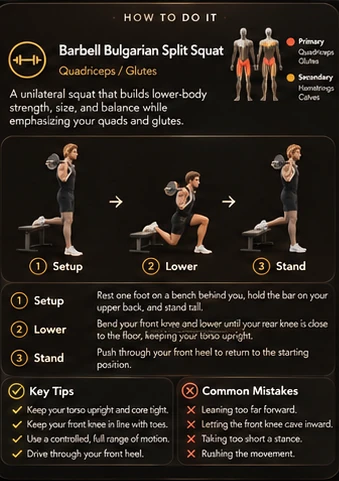 HOW TO DO IT
Barbell Bulgarian Split Squat
Quadriceps / Glutes
A unilateral squat that builds lower-body
strength, size, and balance while
emphasizing your quads and glutes.
Primary
Quadriceps
Glutes
Secondary
Hamstrings
Calves
1 Setup
2 Lower
3 Stand
1 Setup
Rest one foot on a bench behind you, hold the bar on your
upper back, and stand tall.
2 Lower
Bend your front knee and lower until your rear knee is close
to the floor, keeping your torso upright.
3 Stand
Push through your front heel to return to the starting
position.
Key Tips
Keep your torso upright and core tight.
Keep your front knee in line with toes.
Use a controlled, full range of motion.
Drive through your front heel.
Common Mistakes
Leaning too far forward.
Letting the front knee cave inward.
Taking too short a stance.
Rushing the movement.